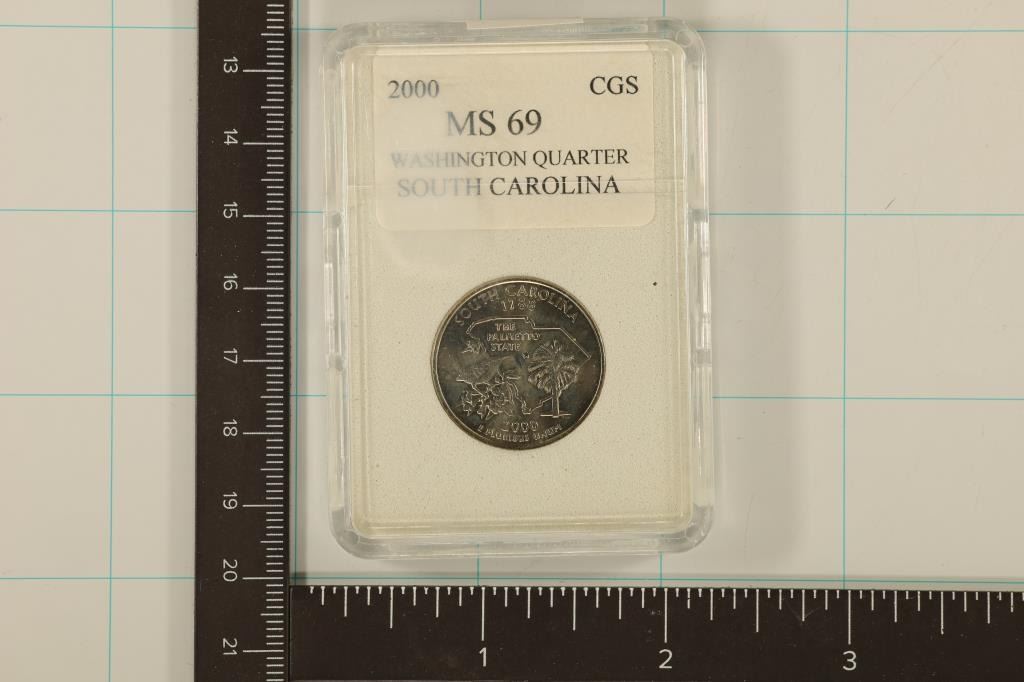 2000 CGS
MS 69
WASHINGTON QUARTER
SOUTH CAROLINA
SOUTH CAROLINA
1788
THE
PALMETTO
STATE
2000
E PLURIBUS UNUM
13
14
15
16
17
18
19
20
21
1 2 3